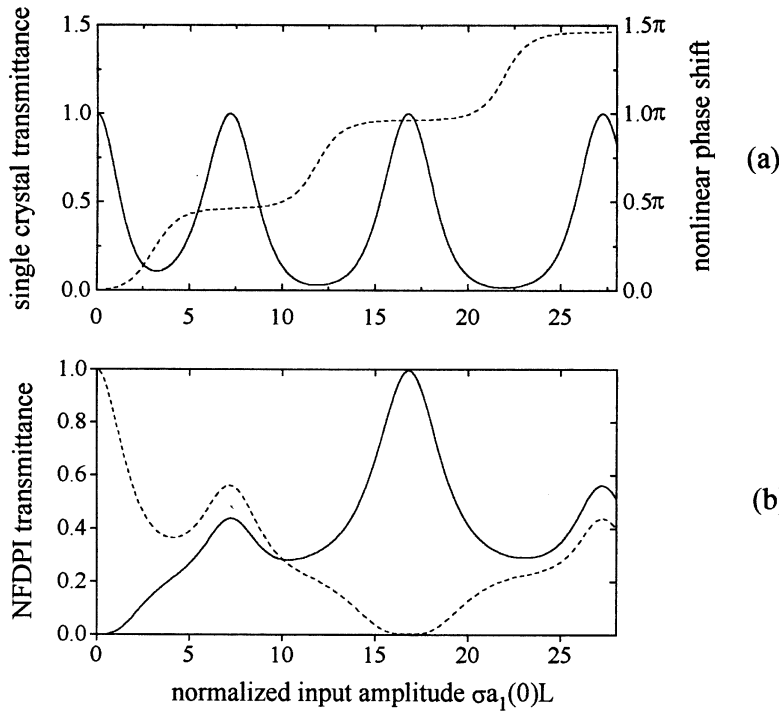 1.5
1.0
0.5
0.0
single crystal transmittance
1.5π
1.0π
0.5π
0.0
nonlinear phase shift
(a)
0 5 10 15 20 25
1.0
0.8
0.6
0.4
0.2
0.0
NFDPI transmittance
(b
0 5 10 15 20 25
normalized input amplitude σa₁(0)L